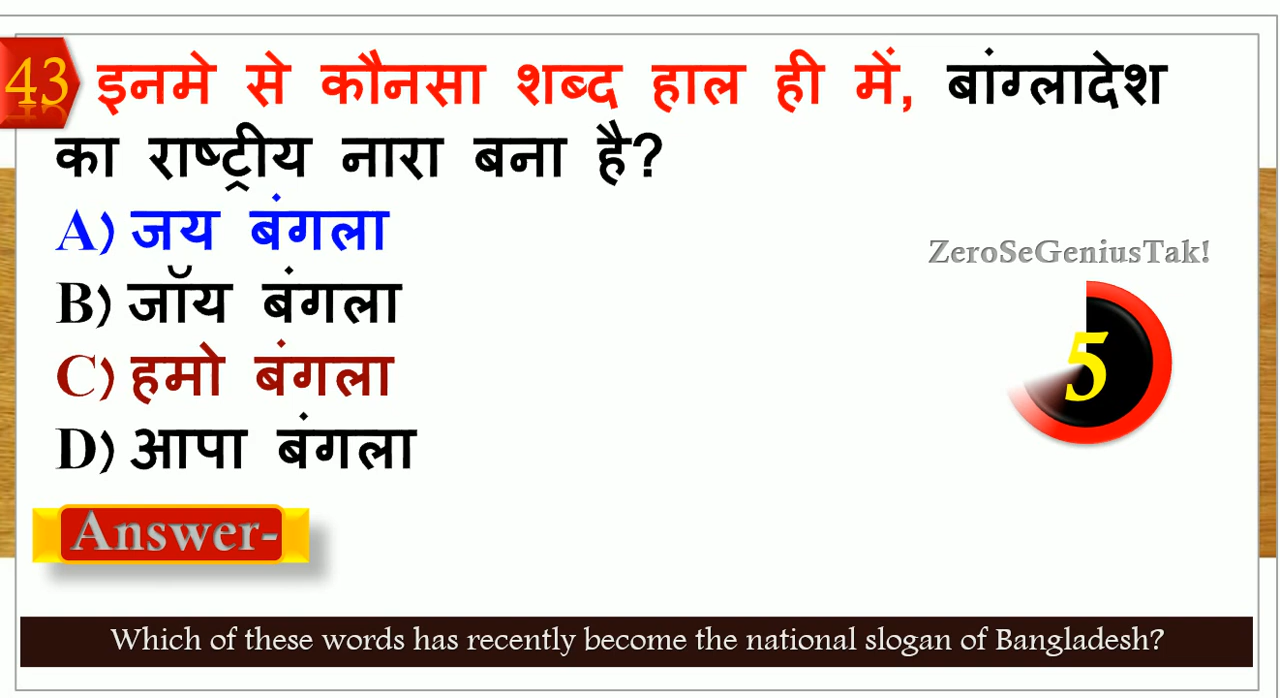 43 इनमे से कौनसा शब्द हाल ही में, बांग्लादेश
का राष्ट्रीय नारा बना है?
A) जय बंगला
B) जॉय बंगला
C) हमो बंगला
D) आपा बंगला
ZeroSeGeniusTak!
5
Answer-
Which of these words has recently become the national slogan of Bangladesh?